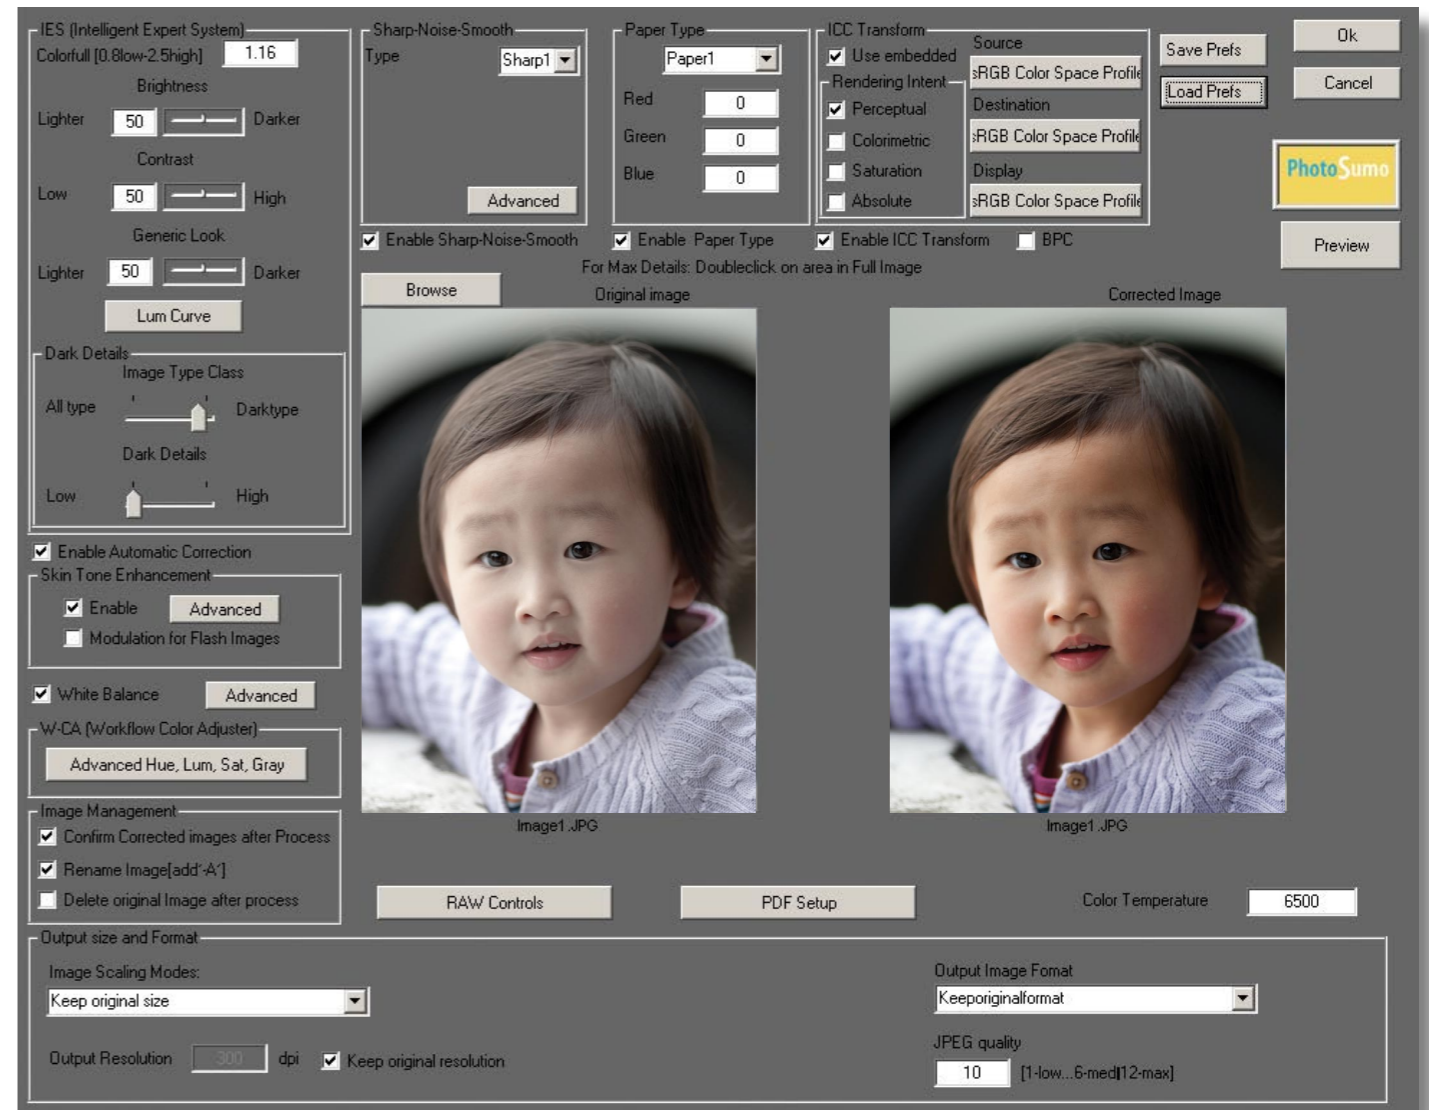 IES (Intelligent Expert System)
Colorfull [0.8low-2.5high] 1.16
Brightness
Lighter 50 Darker
Contrast
Low 50 High
Generic Look
Lighter 50 Darker
Lum Curve
Dark Details
Image Type Class
All type Darktype
Dark Details
Low High
Enable Automatic Correction
Skin Tone Enhancement
Enable Advanced
Modulation for Flash Images
White Balance Advanced
W-CA (Workflow Color Adjuster)
Advanced Hue, Lum, Sat, Gray
Image Management
Confirm Corrected images after Process
Rename Image[add´-A´]
Delete original Image after process
Sharp-Noise-Smooth
Type Sharp1
Advanced
Enable Sharp-Noise-Smooth
Paper Type
Paper1
Red 0
Green 0
Blue 0
Enable Paper Type
ICC Transform
Use embedded
Rendering Intent
Perceptual
Colorimetric
Saturation
Absolute
Source
sRGB Color Space Profile
Destination
sRGB Color Space Profile
Display
sRGB Color Space Profile
Enable ICC Transform BPC
Save Prefs
Load Prefs
Ok
Cancel
PhotoSumo
Preview
For Max Details: Doubleclick on area in Full Image
Browse
Original image
Corrected Image
Image1.JPG
Image1.JPG
RAW Controls
PDF Setup
Color Temperature 6500
Output size and Format
Image Scaling Modes:
Keep original size
Output Resolution 300 dpi Keep original resolution
Output Image Fomat
Keeporiginalformat
JPEG quality
10 [1-low...6-med|12-max]